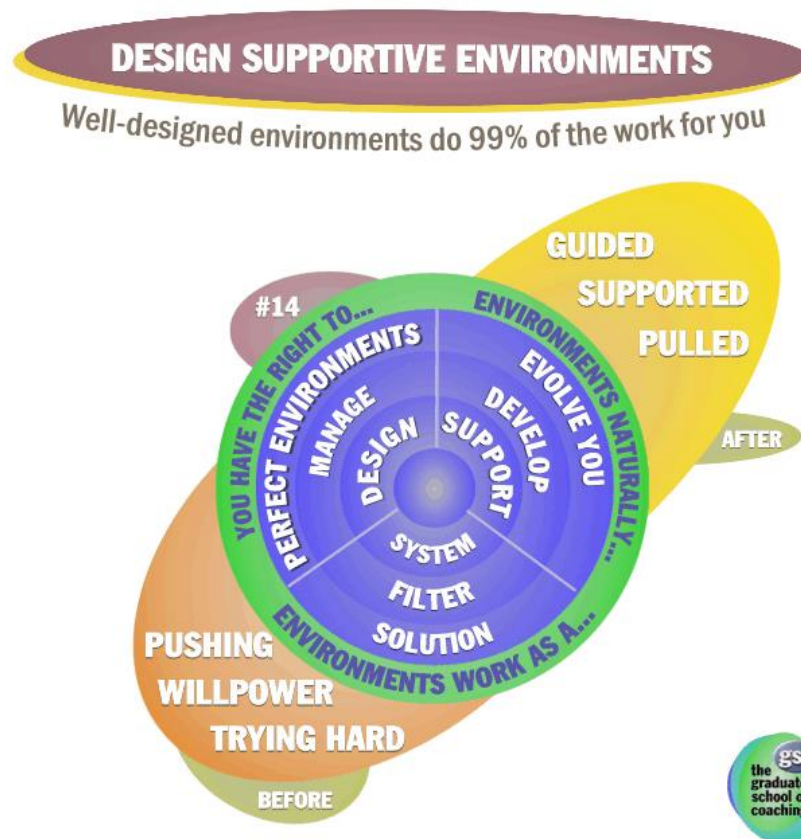 DESIGN SUPPORTIVE ENVIRONMENTS
Well-designed environments do 99% of the work for you
GUIDED
SUPPORTED
PULLED
AFTER
#14
YOU HAVE THE RIGHT TO...
PERFECT ENVIRONMENTS
MANAGE
DESIGN
ENVIRONMENTS NATURALLY...
EVOLVE YOU
DEVELOP
SUPPORT
SYSTEM
FILTER
SOLUTION
ENVIRONMENTS WORK AS A...
PUSHING
WILLPOWER
TRYING HARD
BEFORE
gs
the
graduate
school of
coaching